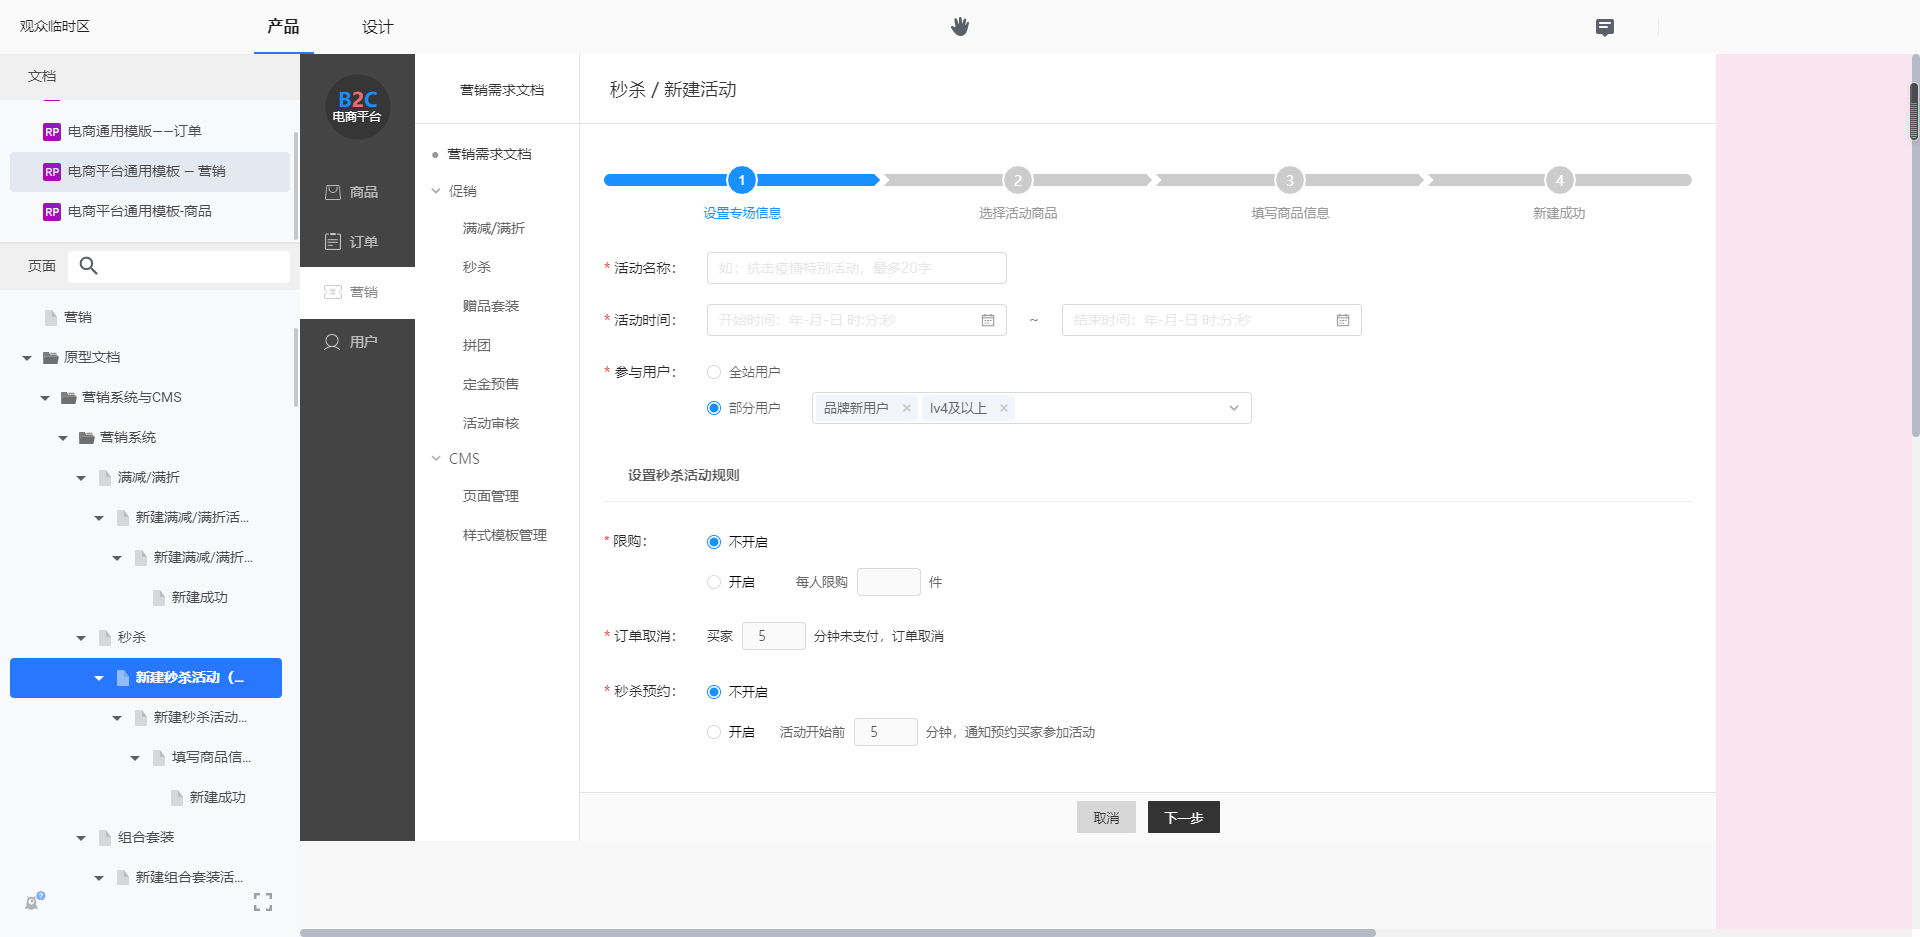 观众临时区
产品
设计
文档
RP 电商通用模版——订单
RP 电商平台通用模板 — 营销
RP 电商平台通用模板-商品
页面
营销
原型文档
营销系统与CMS
营销系统
满减/满折
新建满减/满折活...
新建满减/满折...
新建成功
秒杀
新建秒杀活动（...
新建秒杀活动...
填写商品信...
新建成功
组合套装
新建组合套装活...
?
B2C
电商平台
商品
订单
营销
用户
营销需求文档
营销需求文档
促销
满减/满折
秒杀
赠品套装
拼团
定金预售
活动审核
CMS
页面管理
样式模板管理
秒杀 / 新建活动
1 2 3 4
设置专场信息 选择活动商品 填写商品信息 新建成功
* 活动名称： 如：抗击疫情特别活动，最多20字
* 活动时间： 开始时间：年-月-日 时:分:秒 ~ 结束时间：年-月-日 时:分:秒
* 参与用户： 全站用户
部分用户 品牌新用户 × lv4及以上 ×
设置秒杀活动规则
* 限购： 不开启
开启 每人限购 件
* 订单取消： 买家 5 分钟未支付，订单取消
* 秒杀预约： 不开启
开启 活动开始前 5 分钟，通知预约买家参加活动
取消 下一步